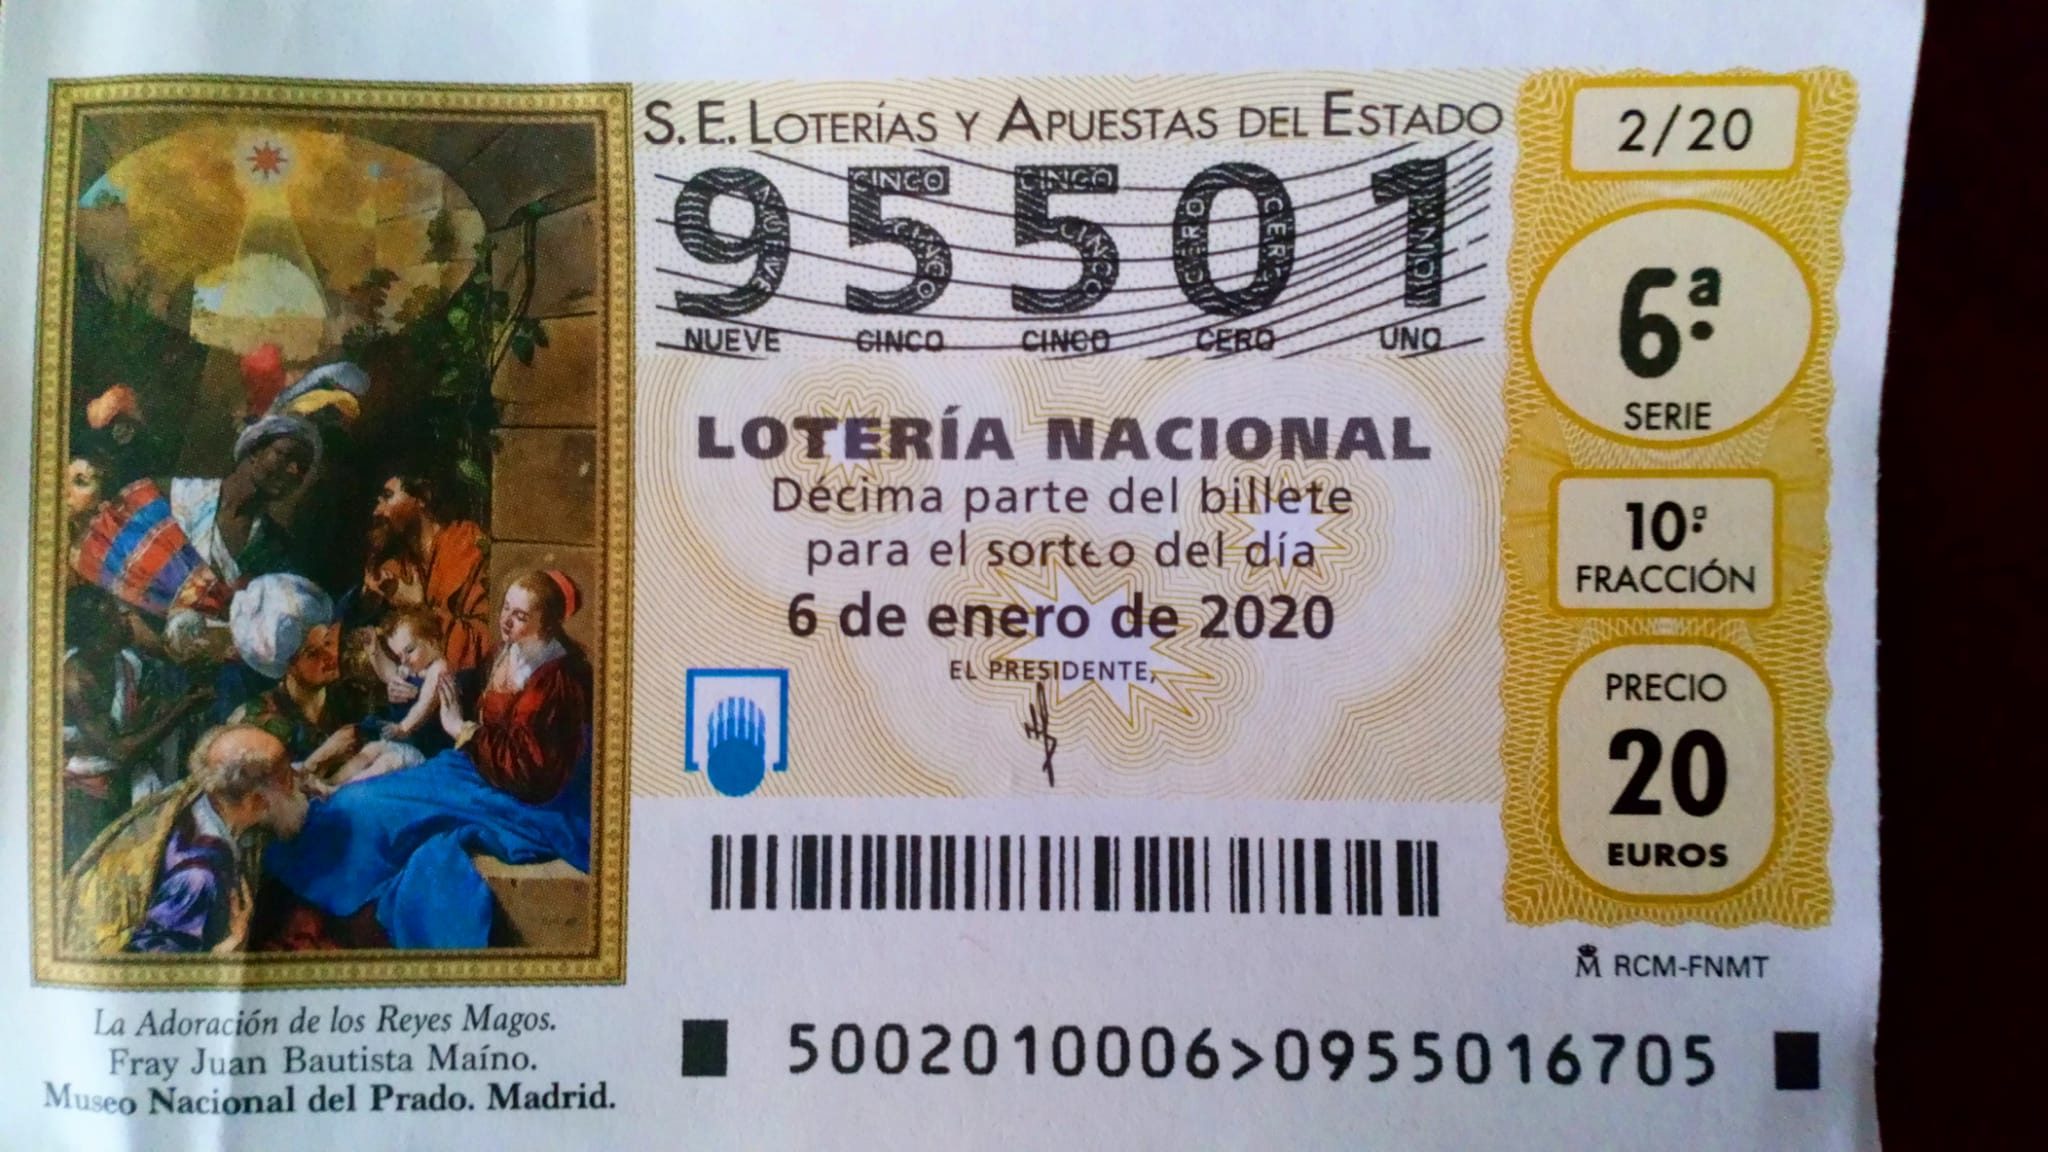 S. E. LOTERÍAS Y APUESTAS DEL ESTADO
95501
NUEVE CINCO CINCO CERO UNO
LOTERÍA NACIONAL
Décima parte del billete
para el sorteo del día
6 de enero de 2020
EL PRESIDENTE,
2/20
6ª
SERIE
10ª
FRACCIÓN
PRECIO
20
EUROS
RCM-FNMT
5002010006>0955016705
La Adoración de los Reyes Magos.
Fray Juan Bautista Maíno.
Museo Nacional del Prado. Madrid.